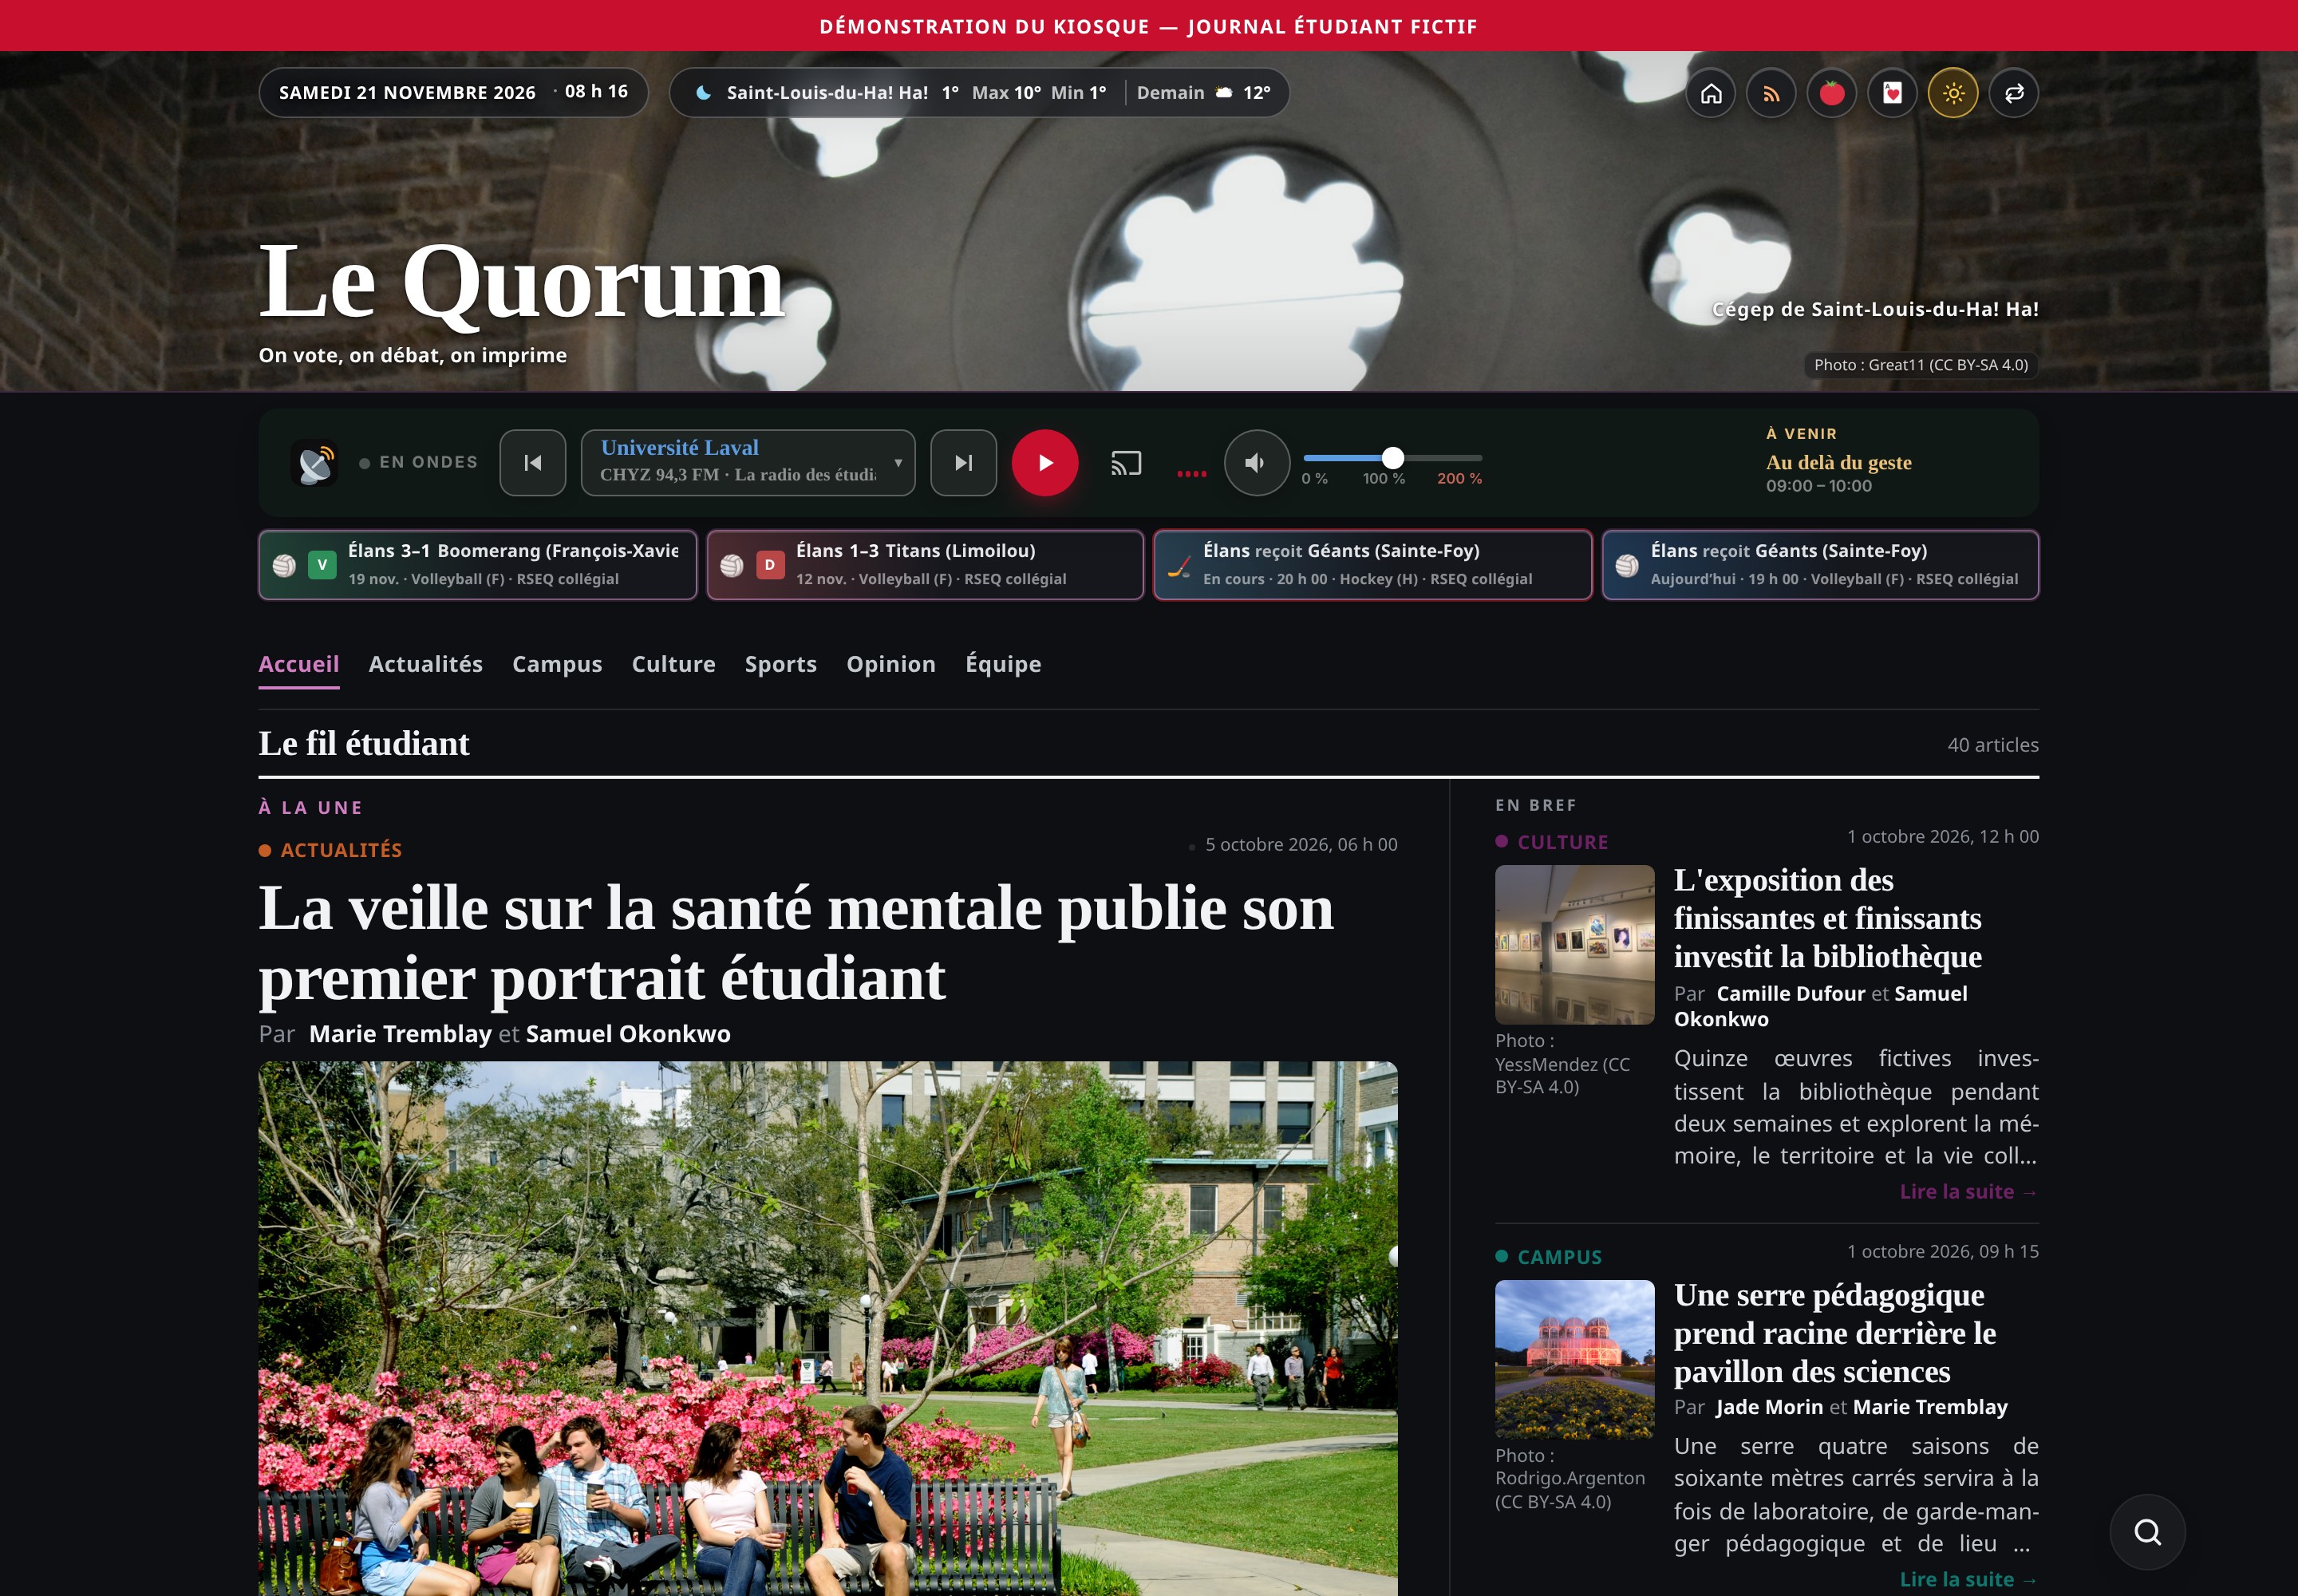 DÉMONSTRATION DU KIOSQUE — JOURNAL ÉTUDIANT FICTIF
SAMEDI 21 NOVEMBRE 2026 · 08 h 16
Saint-Louis-du-Ha! Ha! 1° Max 10° Min 1° Demain 12°
Le Quorum
On vote, on débat, on imprime
Cégep de Saint-Louis-du-Ha! Ha!
Photo : Great11 (CC BY-SA 4.0)
EN ONDES
Université Laval
CHYZ 94,3 FM · La radio des étudi
0 % 100 % 200 %
À VENIR
Au delà du geste
09:00 – 10:00
V
Élans 3–1 Boomerang (François-Xavie
19 nov. · Volleyball (F) · RSEQ collégial
D
Élans 1–3 Titans (Limoilou)
12 nov. · Volleyball (F) · RSEQ collégial
Élans reçoit Géants (Sainte-Foy)
En cours · 20 h 00 · Hockey (H) · RSEQ collégial
Élans reçoit Géants (Sainte-Foy)
Aujourd'hui · 19 h 00 · Volleyball (F) · RSEQ collégial
Accueil Actualités Campus Culture Sports Opinion Équipe
Le fil étudiant
40 articles
À LA UNE
ACTUALITÉS
5 octobre 2026, 06 h 00
La veille sur la santé mentale publie son
premier portrait étudiant
Par Marie Tremblay et Samuel Okonkwo
EN BREF
CULTURE
1 octobre 2026, 12 h 00
L'exposition des
finissantes et finissants
investit la bibliothèque
Par Camille Dufour et Samuel
Okonkwo
Photo :
YessMendez (CC
BY-SA 4.0)
Quinze œuvres fictives inves-
tissent la bibliothèque pendant
deux semaines et explorent la mé-
moire, le territoire et la vie coll…
Lire la suite →
CAMPUS
1 octobre 2026, 09 h 15
Une serre pédagogique
prend racine derrière le
pavillon des sciences
Par Jade Morin et Marie Tremblay
Photo :
Rodrigo.Argenton
(CC BY-SA 4.0)
Une serre quatre saisons de
soixante mètres carrés servira à la
fois de laboratoire, de garde-man-
ger pédagogique et de lieu …
Lire la suite →